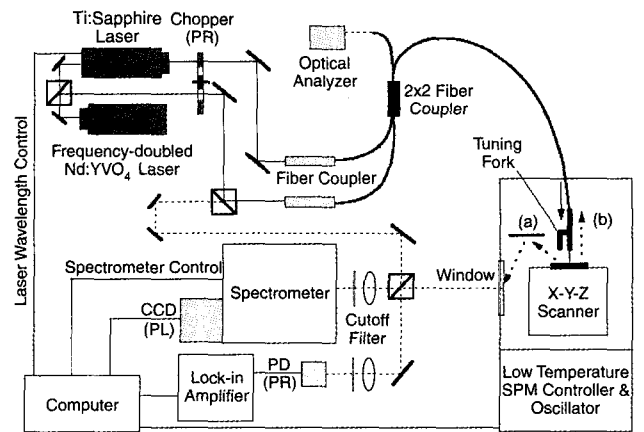 Ti:Sapphire
Laser
Chopper
(PR)
Optical
Analyzer
2x2 Fiber
Coupler
Frequency-doubled
Nd:YVO4 Laser
Fiber Coupler
Tuning
Fork
(a)
(b)
Laser Wavelength Control
Spectrometer Control
Spectrometer
Window
X-Y-Z
Scanner
CCD
(PL)
Cutoff
Filter
PD
(PR)
Lock-in
Amplifier
Computer
Low Temperature
SPM Controller &
Oscillator